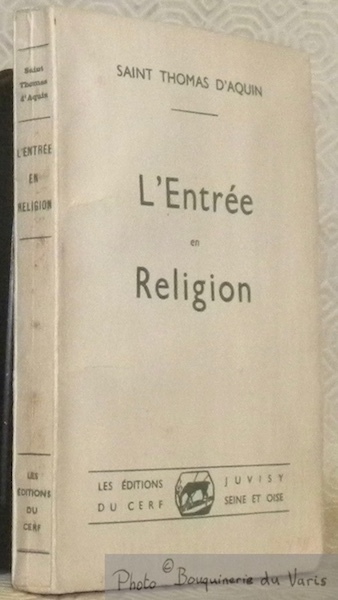 Saint
Thomas
d'Aquin
L'ENTRÉE
EN
RELIGION
LES
ÉDITIONS
DU
CERF
SAINT THOMAS D'AQUIN
L'Entrée
en
Religion
LES ÉDITIONS
DU CERF
JUVISY
SEINE ET OISE
Photo © Bouquinerie du Varis